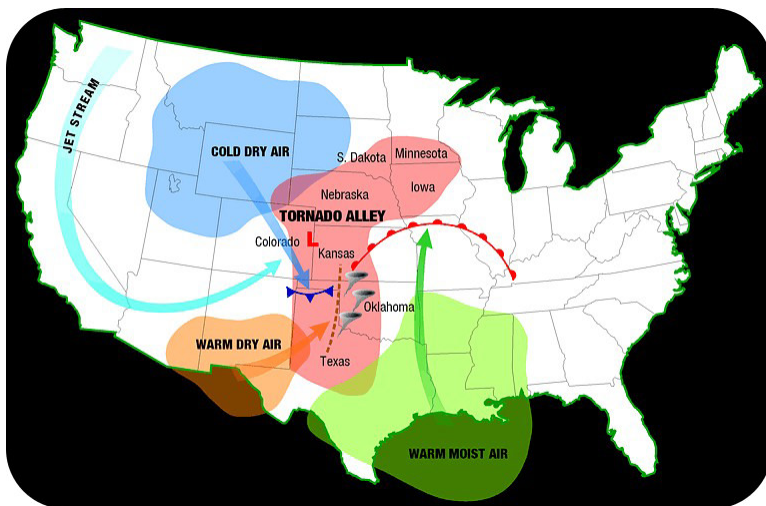 JET STREAM
COLD DRY AIR
S. Dakota
Minnesota
Nebraska
Iowa
TORNADO ALLEY
Colorado
L
Kansas
Oklahoma
WARM DRY AIR
Texas
WARM MOIST AIR